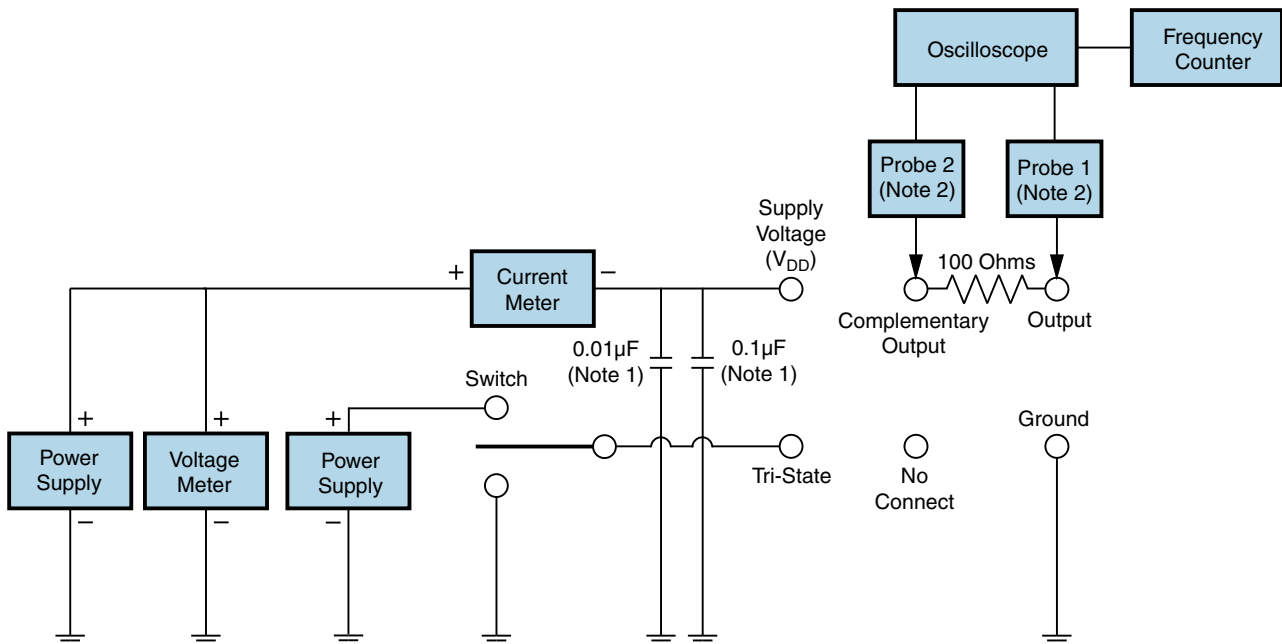 Oscilloscope
Frequency
Counter
Probe 2
(Note 2)
Probe 1
(Note 2)
Supply
Voltage
(VDD)
+
Current
Meter
−
100 Ohms
Complementary
Output
Output
0.01µF
(Note 1)
0.1µF
(Note 1)
Switch
+
Power
Supply
−
+
Voltage
Meter
−
+
Power
Supply
−
Tri-State
No
Connect
Ground